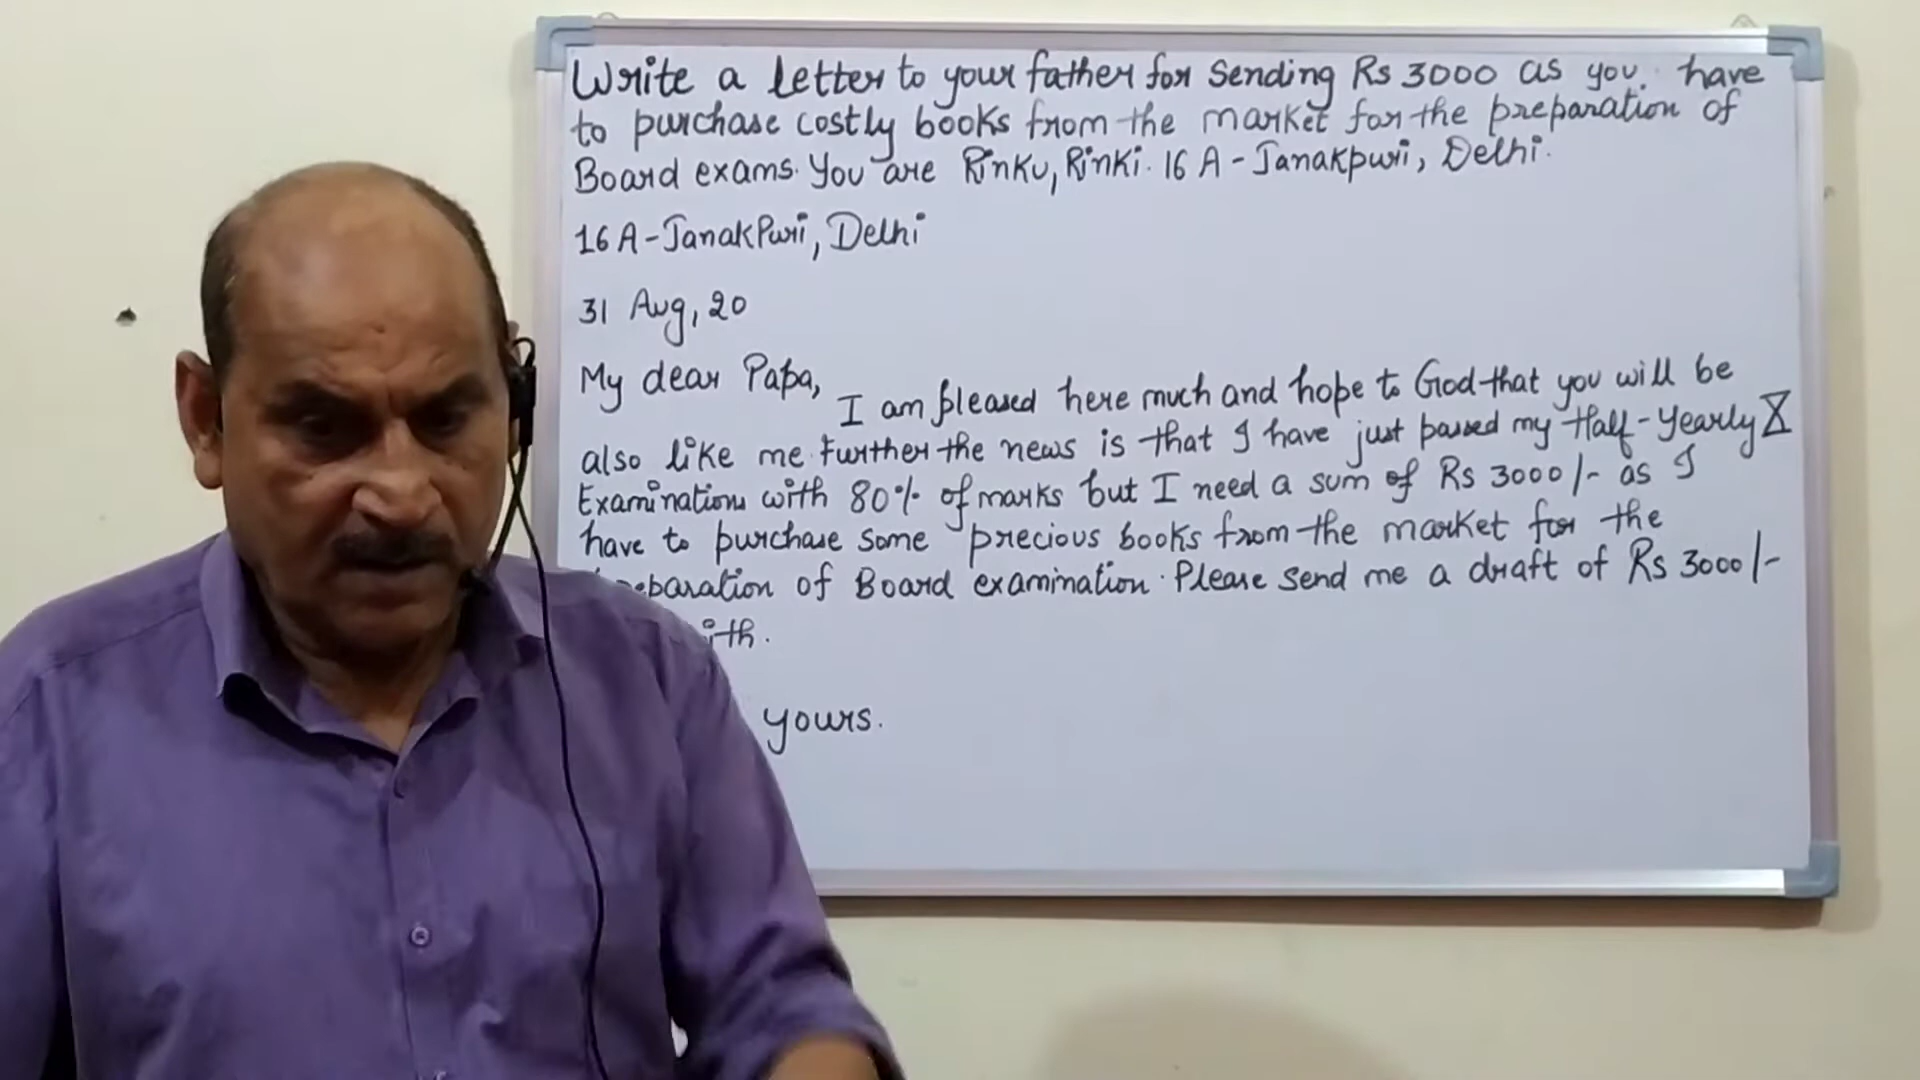 Write a letter to your father for sending Rs 3000 as you have
to purchase costly books from the market for the preparation of
Board exams. You are Rinku, Rinki. 16 A - Janakpuri, Delhi.
16 A - JanakPuri, Delhi
31 Aug, 20
My dear Papa,
I am pleased here much and hope to God that you will be
also like me. Further the news is that I have just passed my Half-Yearly X
Examination with 80% of marks but I need a sum of Rs 3000/- as I
have to purchase some precious books from the market for the
of Board examination. Please send me a draft of Rs 3000/-
yours.